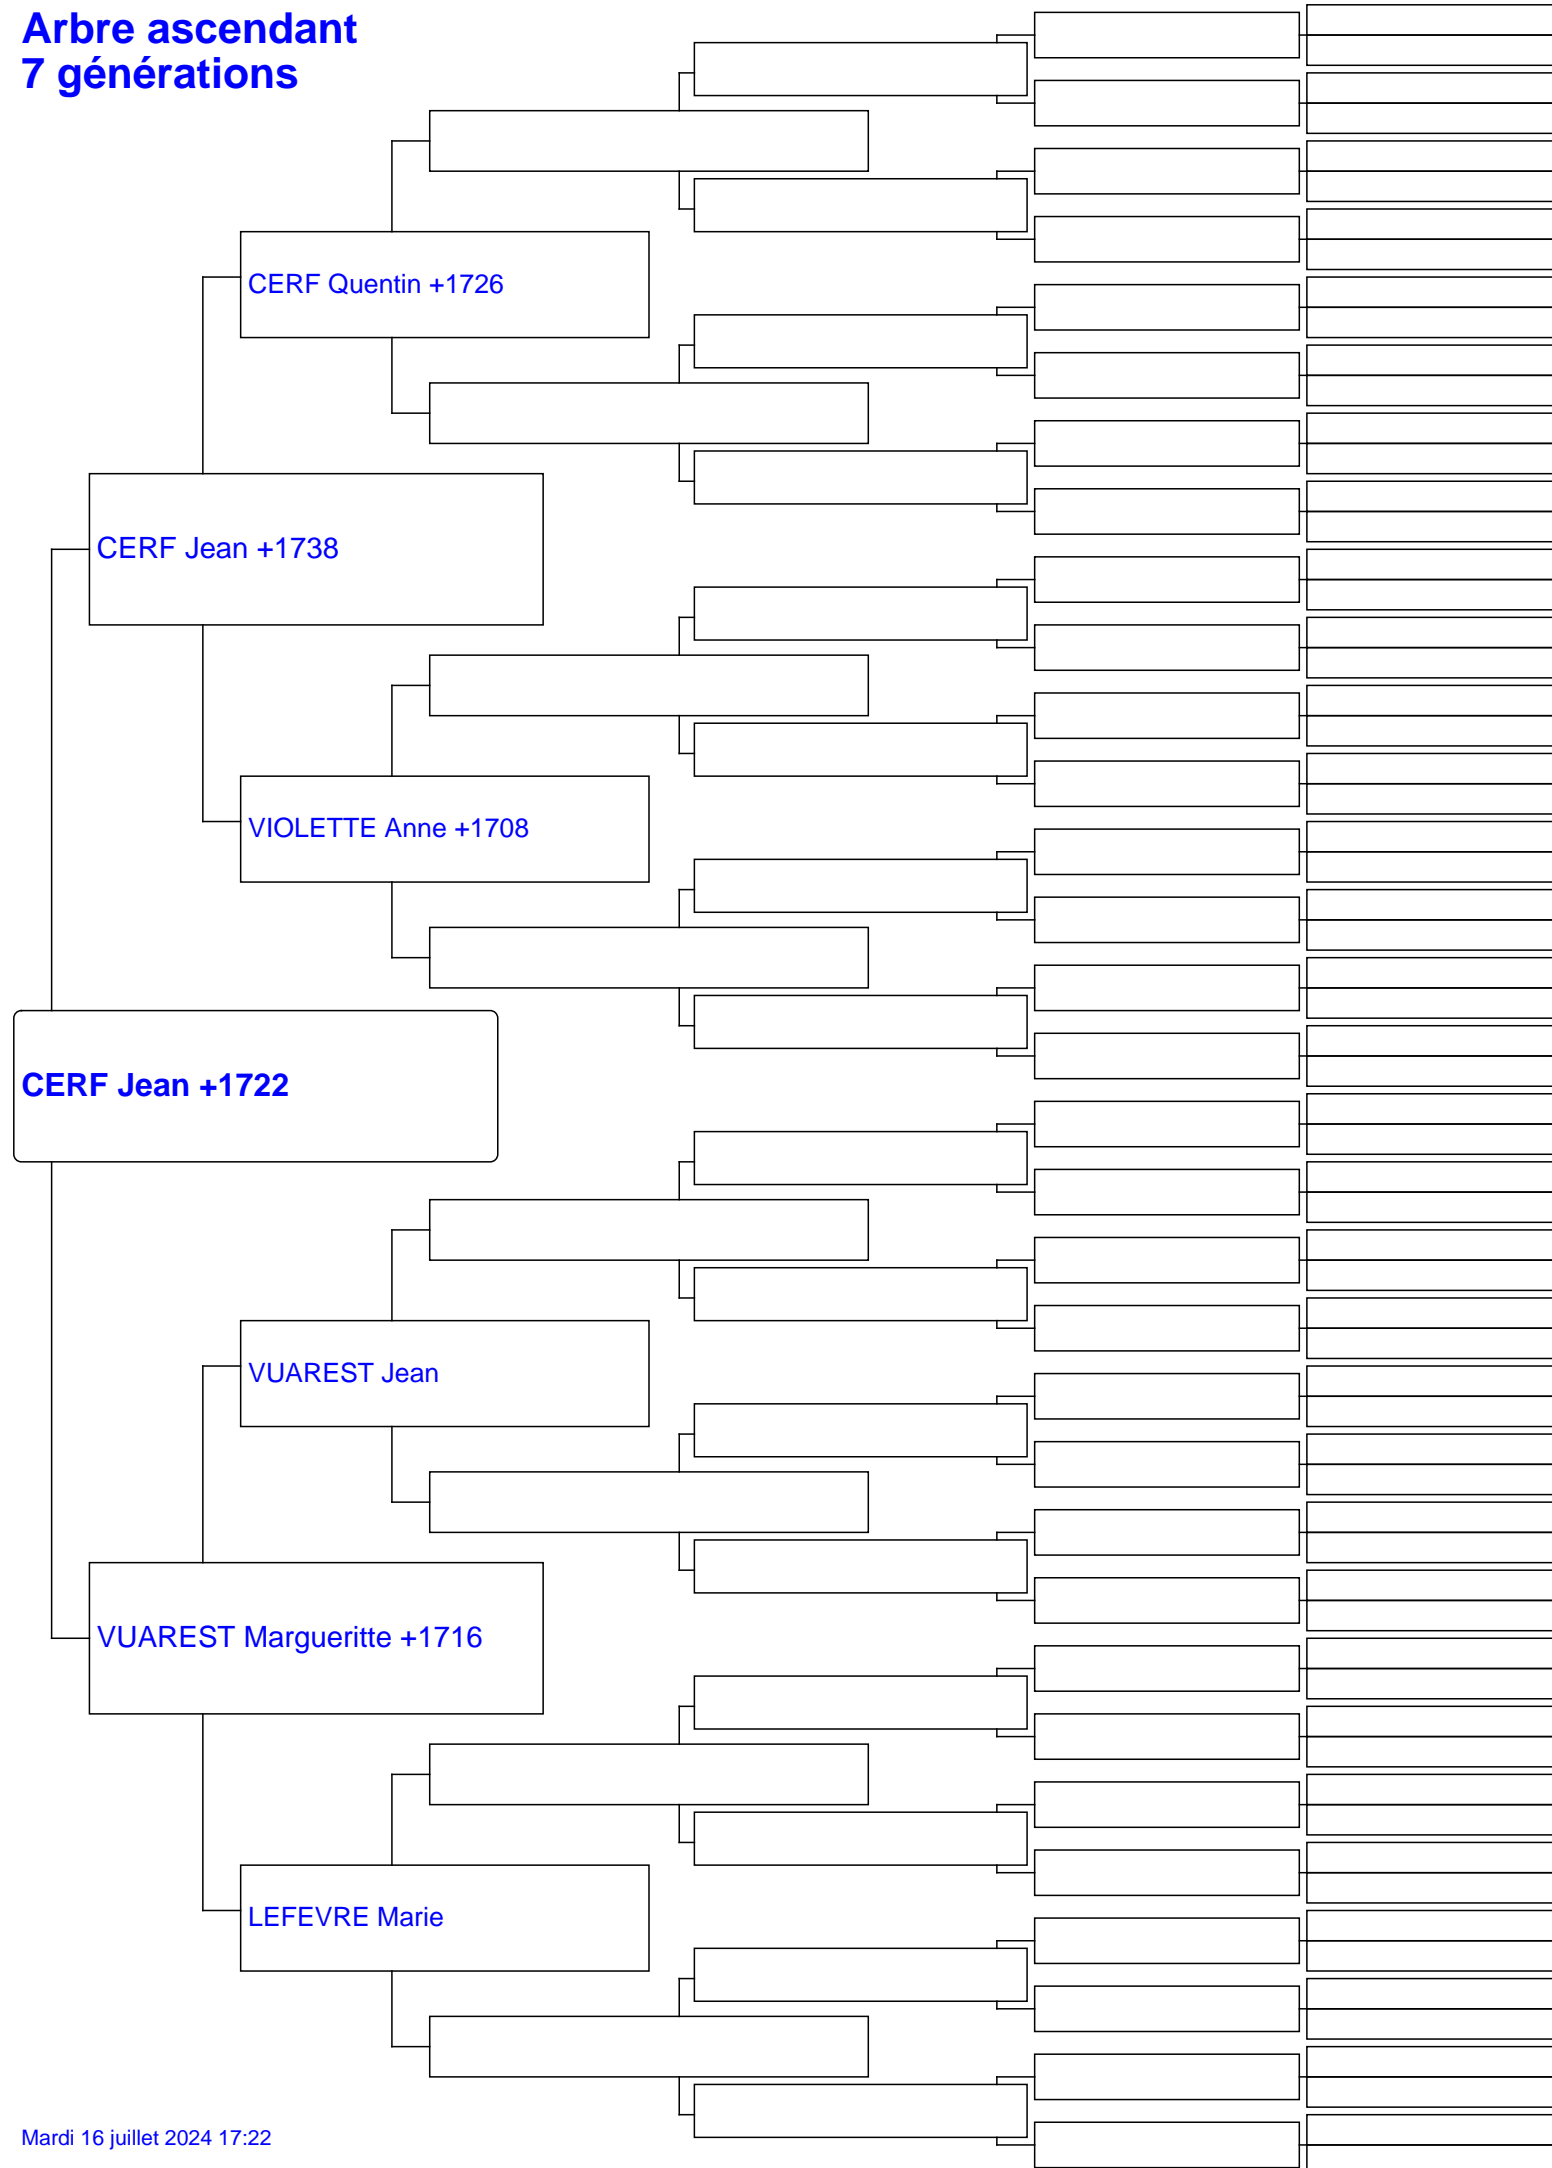 Arbre ascendant
7 générations
CERF Quentin +1726
CERF Jean +1738
VIOLETTE Anne +1708
CERF Jean +1722
VUAREST Jean
VUAREST Margueritte +1716
LEFEVRE Marie
Mardi 16 juillet 2024 17:22